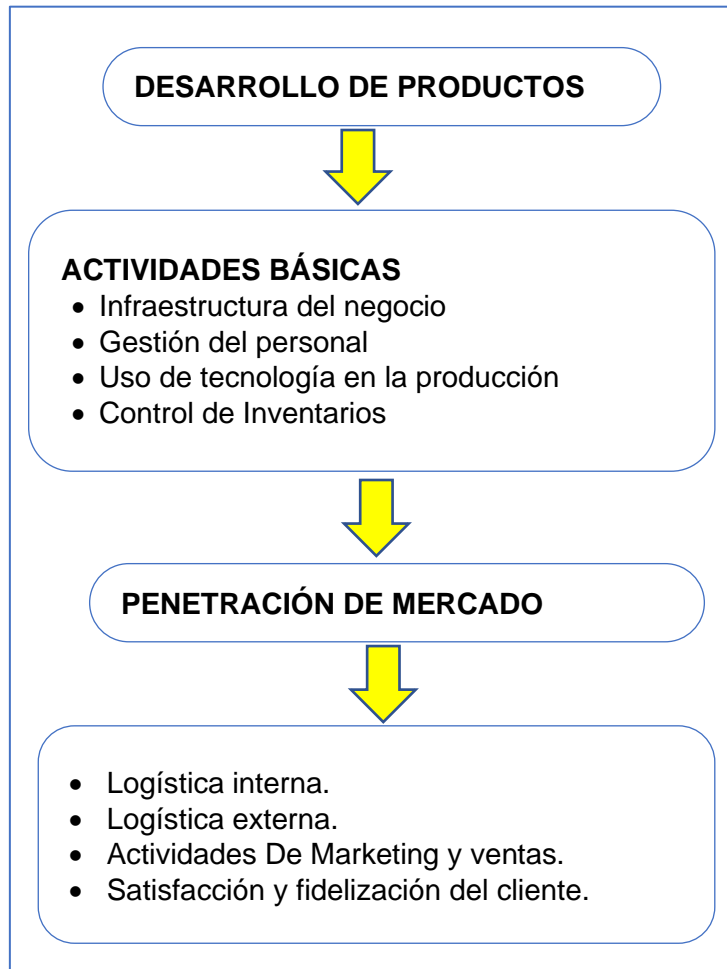 DESARROLLO DE PRODUCTOS
ACTIVIDADES BÁSICAS
• Infraestructura del negocio
• Gestión del personal
• Uso de tecnología en la producción
• Control de Inventarios
PENETRACIÓN DE MERCADO
• Logística interna.
• Logística externa.
• Actividades De Marketing y ventas.
• Satisfacción y fidelización del cliente.